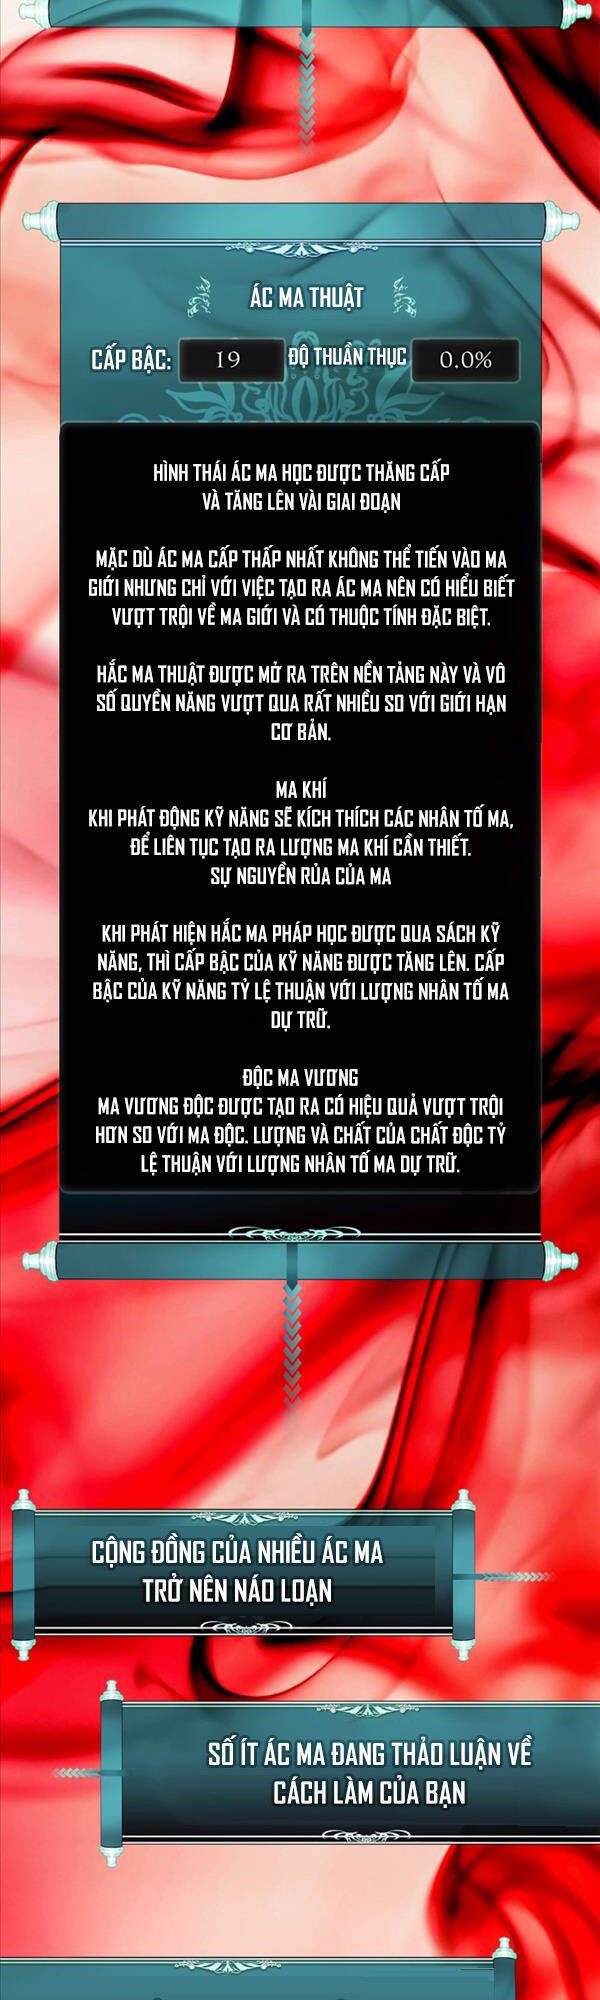 ÁC MA THUẬT
CẤP BẬC: 19 ĐỘ THUẦN THỤC 0.0%
HÌNH THÁI ÁC MA HỌC ĐƯỢC THĂNG CẤP
VÀ TĂNG LÊN VÀI GIAI ĐOẠN
MẶC DÙ ÁC MA CẤP THẤP NHẤT KHÔNG THỂ TIẾN VÀO MA
GIỚI NHƯNG CHỈ VỚI VIỆC TẠO RA ÁC MA NÊN CÓ HIỂU BIẾT
VƯỢT TRỘI VỀ MA GIỚI VÀ CÓ THUỘC TÍNH ĐẶC BIỆT.
HẮC MA THUẬT ĐƯỢC MỞ RA TRÊN NỀN TẢNG NÀY VÀ VÔ
SỐ QUYỀN NĂNG VƯỢT QUA RẤT NHIỀU SO VỚI GIỚI HẠN
CƠ BẢN.
MA KHÍ
KHI PHÁT ĐỘNG KỸ NĂNG SẼ KÍCH THÍCH CÁC NHÂN TỐ MA,
ĐỂ LIÊN TỤC TẠO RA LƯỢNG MA KHÍ CẦN THIẾT.
SỰ NGUYỀN RỦA CỦA MA
KHI PHÁT HIỆN HẮC MA PHÁP HỌC ĐƯỢC QUA SÁCH KỸ
NĂNG, THÌ CẤP BẬC CỦA KỸ NĂNG ĐƯỢC TĂNG LÊN. CẤP
BẬC CỦA KỸ NĂNG TỶ LỆ THUẬN VỚI LƯỢNG NHÂN TỐ MA
DỰ TRỮ.
ĐỘC MA VƯƠNG
MA VƯƠNG ĐỘC ĐƯỢC TẠO RA CÓ HIỆU QUẢ VƯỢT TRỘI
HƠN SO VỚI MA ĐỘC. LƯỢNG VÀ CHẤT CỦA CHẤT ĐỘC TỶ
LỆ THUẬN VỚI LƯỢNG NHÂN TỐ MA DỰ TRỮ.
CỘNG ĐỒNG CỦA NHIỀU ÁC MA
TRỞ NÊN NÁO LOẠN
SỐ ÍT ÁC MA ĐANG THẢO LUẬN VỀ
CÁCH LÀM CỦA BẠN